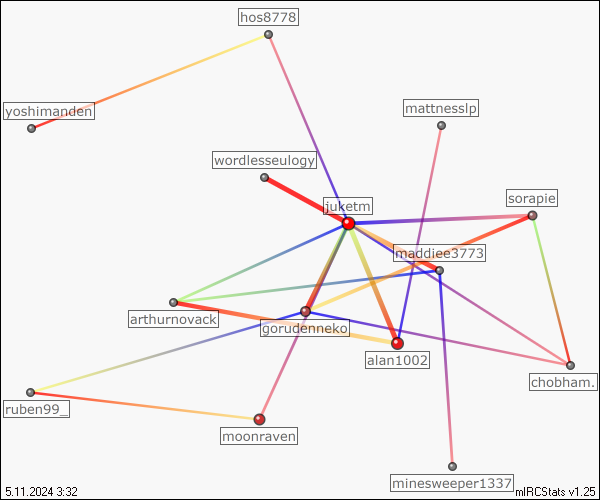 hos8778
yoshimanden
mattnesslp
wordlesseulogy
sorapie
juketm
maddiee3773
arthurnovack
gorudenneko
alan1002
chobham.
ruben99_
moonraven
minesweeper1337
5.11.2024 3:32
mIRCStats v1.25